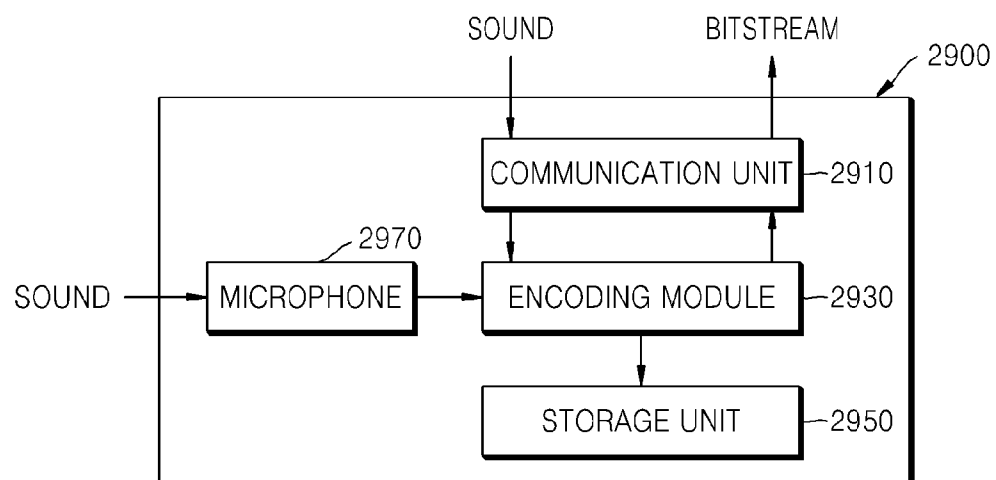 SOUND BITSTREAM
2900
COMMUNICATION UNIT 2910
2970
SOUND MICROPHONE ENCODING MODULE 2930
STORAGE UNIT 2950